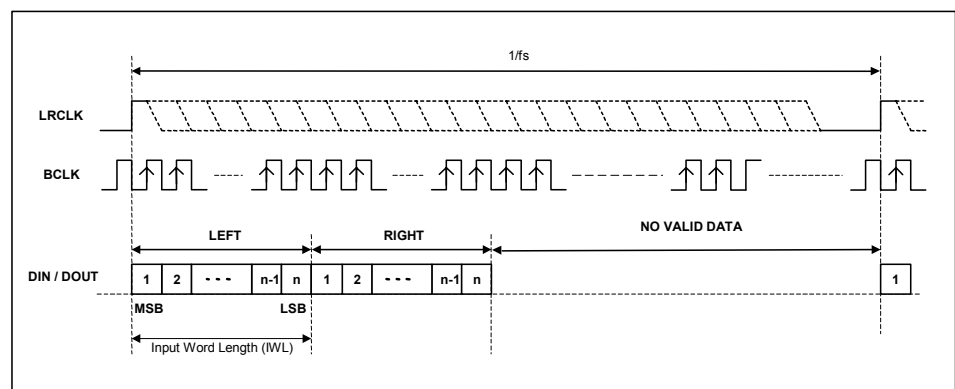 1/fs
LRCLK
BCLK
LEFT RIGHT NO VALID DATA
DIN / DOUT 1 2 n-1 n 1 2 n-1 n 1
MSB LSB
Input Word Length (IWL)